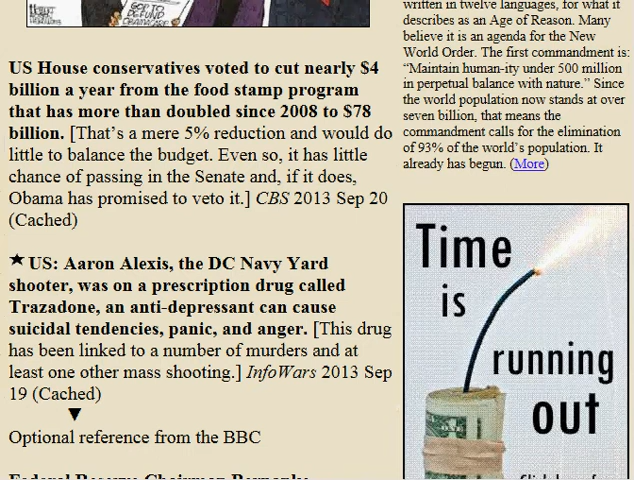 GOP TO
DEFUND
OBAMACARE
US House conservatives voted to cut nearly $4
billion a year from the food stamp program
that has more than doubled since 2008 to $78
billion. [That's a mere 5% reduction and would do
little to balance the budget. Even so, it has little
chance of passing in the Senate and, if it does,
Obama has promised to veto it.] CBS 2013 Sep 20
(Cached)
★ US: Aaron Alexis, the DC Navy Yard
shooter, was on a prescription drug called
Trazadone, an anti-depressant can cause
suicidal tendencies, panic, and anger. [This drug
has been linked to a number of murders and at
least one other mass shooting.] InfoWars 2013 Sep
19 (Cached)
▼
Optional reference from the BBC
Federal Reserve Chairman Bernanke
written in twelve languages, for what it
describes as an Age of Reason. Many
believe it is an agenda for the New
World Order. The first commandment is:
“Maintain human-ity under 500 million
in perpetual balance with nature.” Since
the world population now stands at over
seven billion, that means the
commandment calls for the elimination
of 93% of the world's population. It
already has begun. (More)
Time
is
running
out